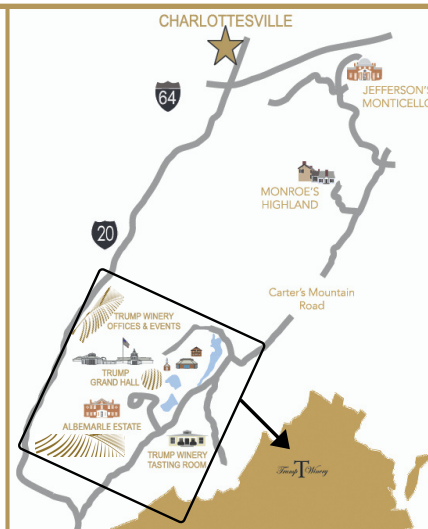 CHARLOTTESVILLE
64
JEFFERSON'S
MONTICELLO
MONROE'S
HIGHLAND
20
Carter's Mountain
Road
TRUMP WINERY
OFFICES & EVENTS
TRUMP
GRAND HALL
ALBEMARLE ESTATE
TRUMP WINERY
TASTING ROOM
Trump T Winery